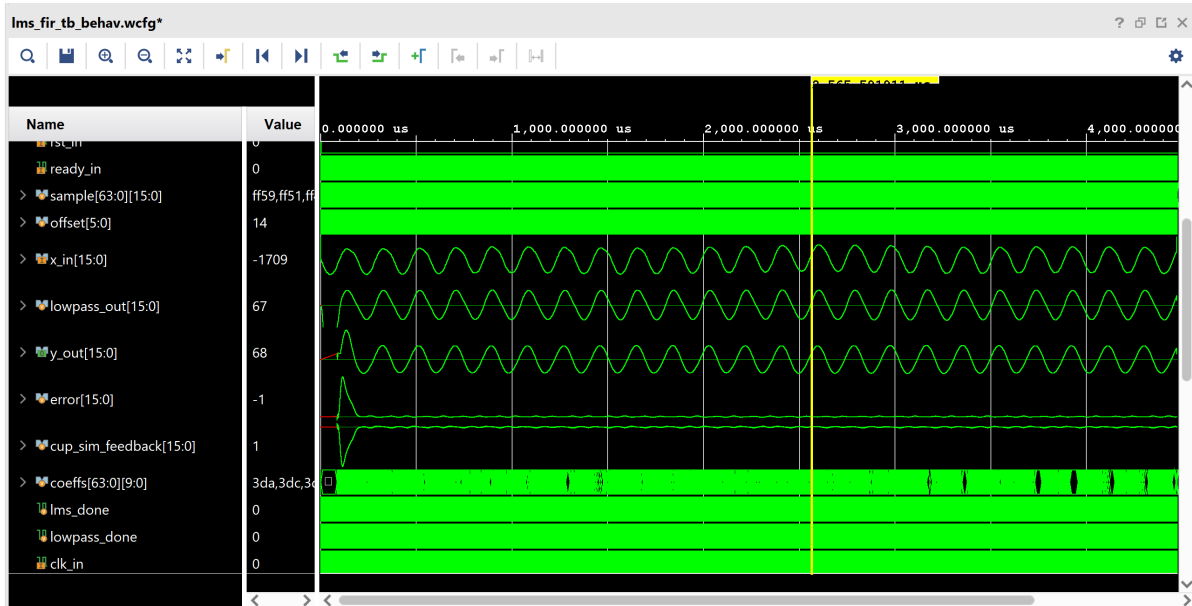 lms_fir_tb_behav.wcfg*
Name Value
rst_in 0
0.000000 us 1,000.000000 us 2,000.000000 us 3,000.000000 us 4,000.000000
ready_in 0
sample[63:0][15:0] ff59,ff51,ff
offset[5:0] 14
x_in[15:0] -1709
lowpass_out[15:0] 67
y_out[15:0] 68
error[15:0] -1
cup_sim_feedback[15:0] 1
coeffs[63:0][9:0] 3da,3dc,3c
lms_done 0
lowpass_done 0
clk_in 0